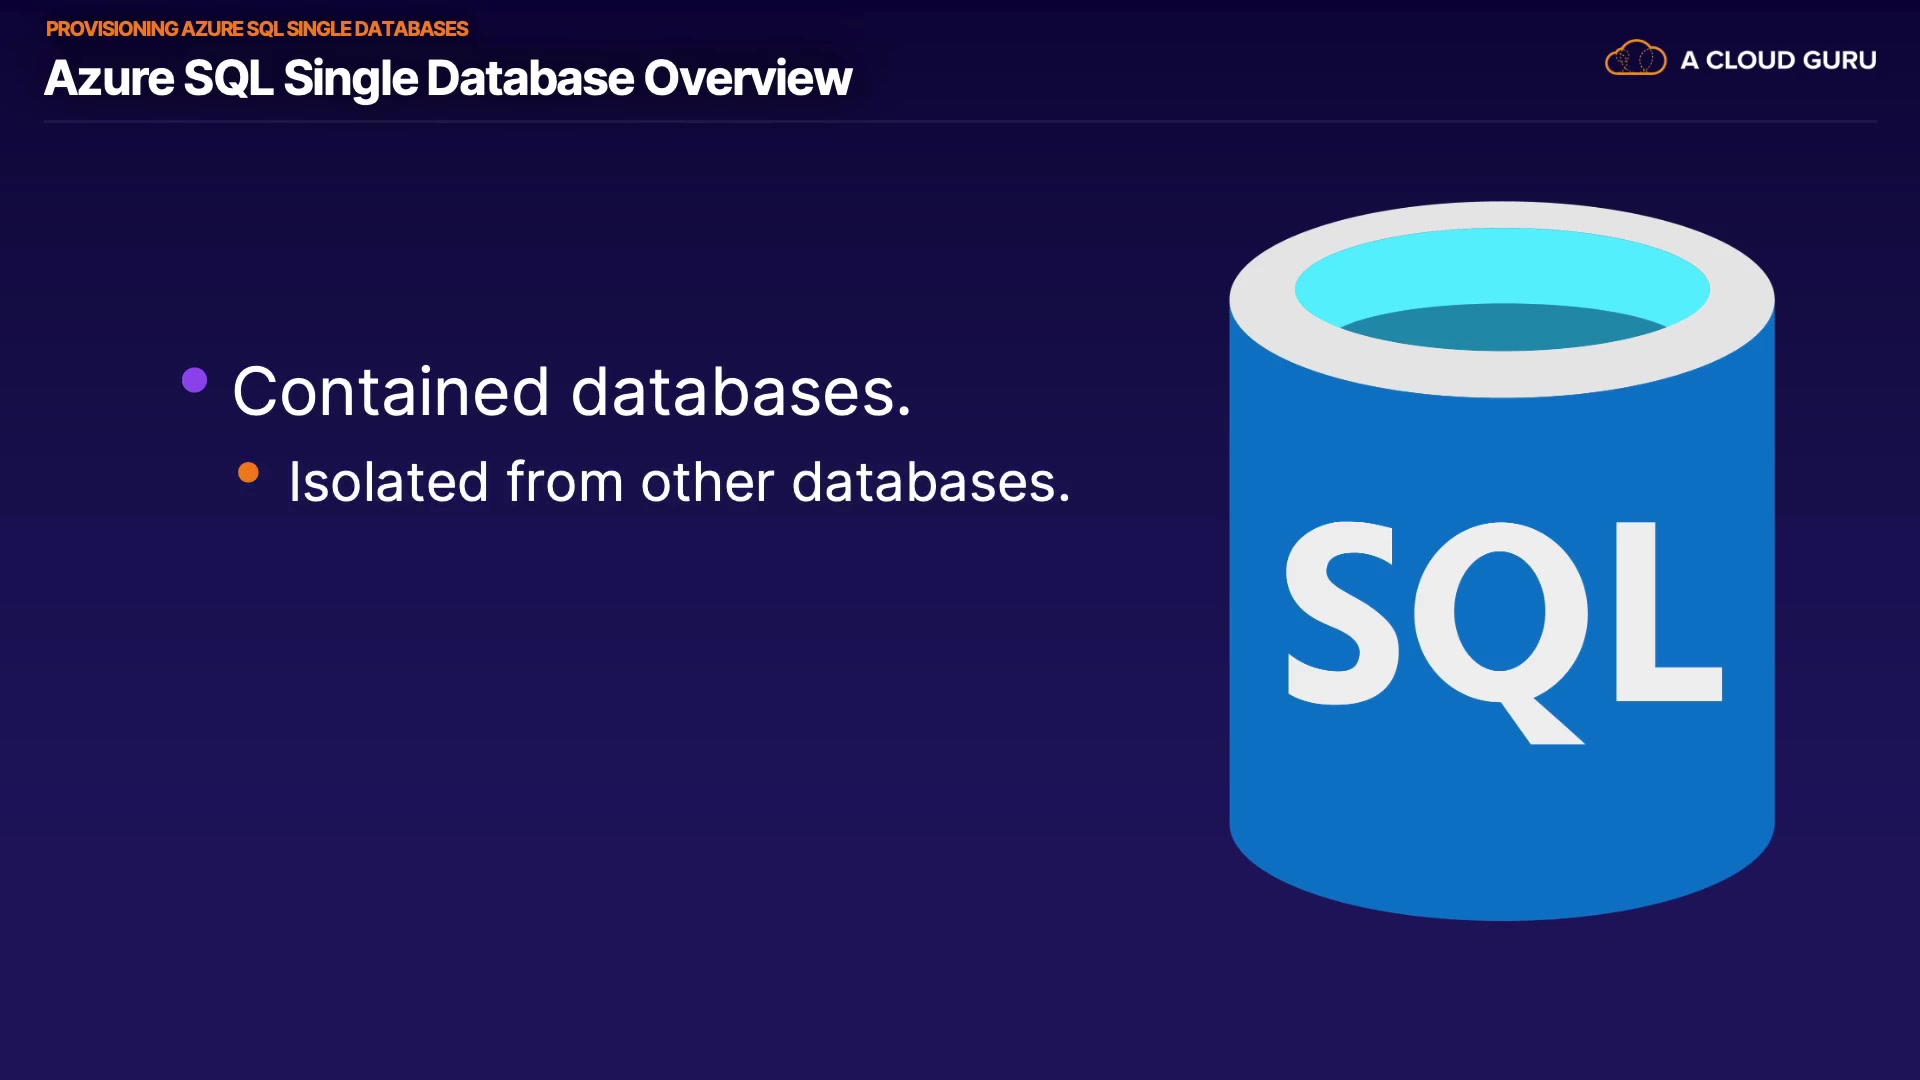 PROVISIONING AZURE SQL SINGLE DATABASES
Azure SQL Single Database Overview
A CLOUD GURU
Contained databases.
Isolated from other databases.
SQL